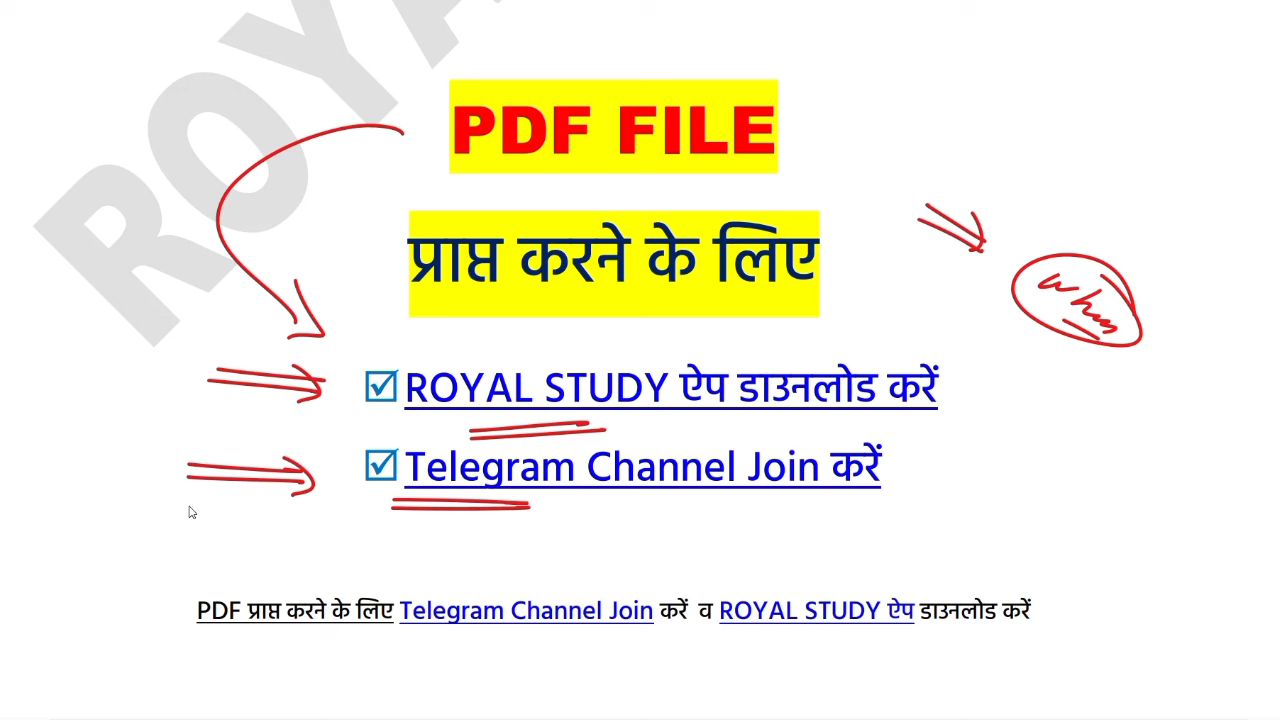 ROYA
PDF FILE
प्राप्त करने के लिए
ROYAL STUDY ऐप डाउनलोड करें
Telegram Channel Join करें
PDF प्राप्त करने के लिए Telegram Channel Join करें व ROYAL STUDY ऐप डाउनलोड करें